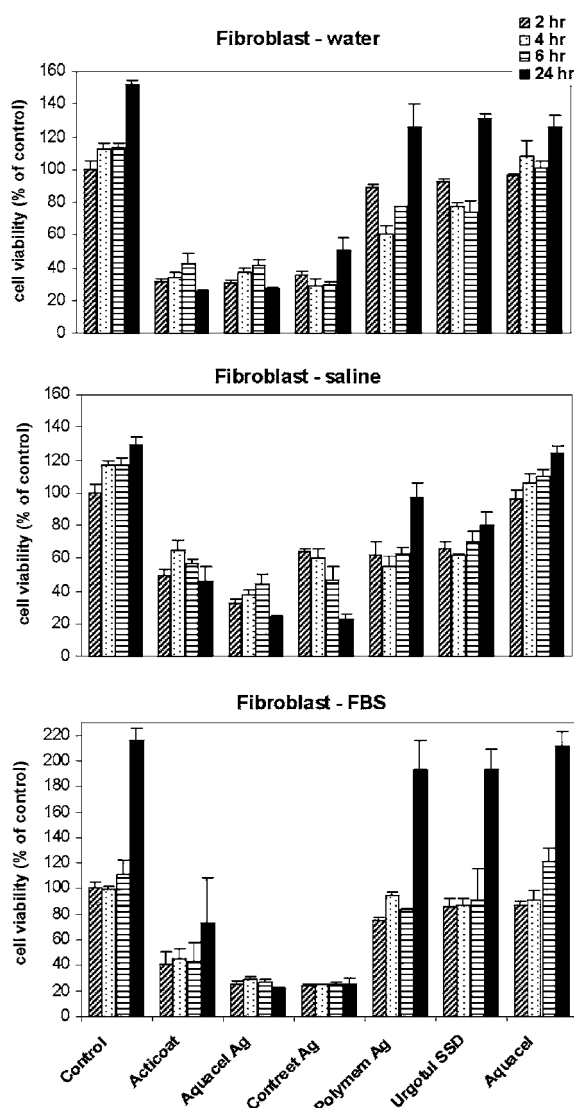 2 hr
4 hr
6 hr
24 hr
Fibroblast - water
cell viability (% of control)
160
140
120
100
80
60
40
20
0
Fibroblast - saline
cell viability (% of control)
160
140
120
100
80
60
40
20
0
Fibroblast - FBS
cell viability (% of control)
220
200
180
160
140
120
100
80
60
40
20
0
Control
Acticoat
Aquacel Ag
Contreet Ag
Polymem Ag
Urgotul SSD
Aquacel